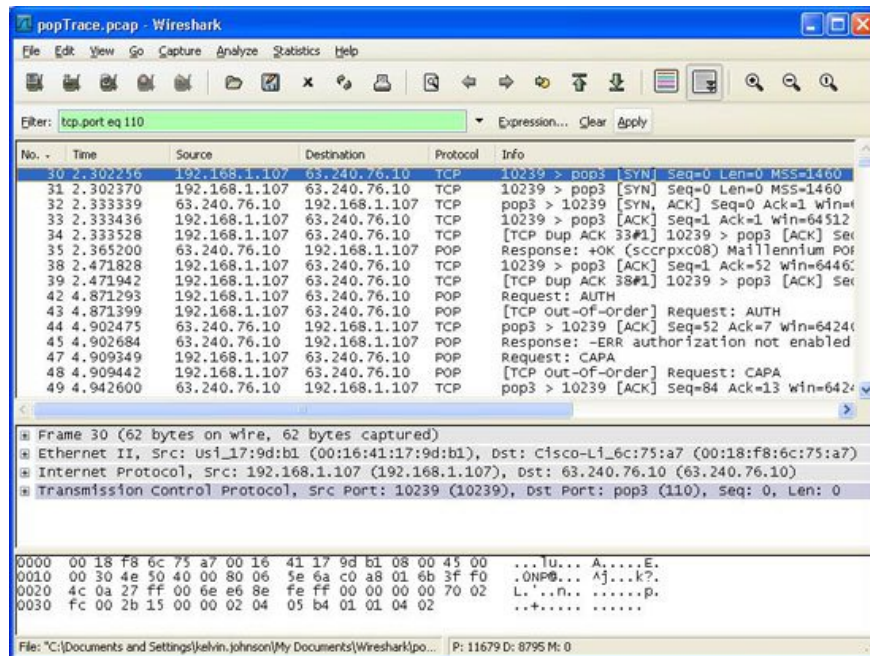 popTrace.pcap - Wireshark
File Edit View Go Capture Analyze Statistics Help
Filter: tcp.port eq 110 Expression... Clear Apply
No. - Time Source Destination Protocol Info
30 2.302256 192.168.1.107 63.240.76.10 TCP 10239 > pop3 [SYN] Seq=0 Len=0 MSS=1460
31 2.302370 192.168.1.107 63.240.76.10 TCP 10239 > pop3 [SYN] Seq=0 Len=0 MSS=1460
32 2.333339 63.240.76.10 192.168.1.107 TCP pop3 > 10239 [SYN, ACK] Seq=0 Ack=1 Win=6
33 2.333436 192.168.1.107 63.240.76.10 TCP 10239 > pop3 [ACK] Seq=1 Ack=1 Win=64512
34 2.333528 192.168.1.107 63.240.76.10 TCP [TCP Dup ACK 33#1] 10239 > pop3 [ACK] Sec
35 2.365200 63.240.76.10 192.168.1.107 POP Response: +OK (sccrpxc08) Maillennium POP
38 2.471828 192.168.1.107 63.240.76.10 TCP 10239 > pop3 [ACK] Seq=1 Ack=52 Win=6446
39 2.471942 192.168.1.107 63.240.76.10 TCP [TCP Dup ACK 38#1] 10239 > pop3 [ACK] Sec
42 4.871293 192.168.1.107 63.240.76.10 POP Request: AUTH
43 4.871399 192.168.1.107 63.240.76.10 POP [TCP Out-of-Order] Request: AUTH
44 4.902475 63.240.76.10 192.168.1.107 TCP pop3 > 10239 [ACK] Seq=52 Ack=7 Win=6424
45 4.902684 63.240.76.10 192.168.1.107 POP Response: -ERR authorization not enabled
47 4.909349 192.168.1.107 63.240.76.10 POP Request: CAPA
48 4.909442 192.168.1.107 63.240.76.10 POP [TCP Out-of-Order] Request: CAPA
49 4.942600 63.240.76.10 192.168.1.107 TCP pop3 > 10239 [ACK] Seq=84 Ack=13 Win=642
Frame 30 (62 bytes on wire, 62 bytes captured)
Ethernet II, Src: Usi_17:9d:b1 (00:16:41:17:9d:b1), Dst: Cisco-Li_6c:75:a7 (00:18:f8:6c:75:a7)
Internet Protocol, Src: 192.168.1.107 (192.168.1.107), Dst: 63.240.76.10 (63.240.76.10)
Transmission Control Protocol, Src Port: 10239 (10239), Dst Port: pop3 (110), Seq: 0, Len: 0
0000 00 18 f8 6c 75 a7 00 16 41 17 9d b1 08 00 45 00 ...lu... A.....E.
0010 00 30 4e 50 40 00 80 06 5e 6a c0 a8 01 6b 3f f0 .0NP@... ^j...k?.
0020 4c 0a 27 ff 00 6e e6 8e fe ff 00 00 00 00 70 02 L.'..n.. ......p.
0030 fc 00 2b 15 00 00 02 04 05 b4 01 01 04 02 ..+..... ......
File: "C:\Documents and Settings\kelvin.johnson\My Documents\Wireshark\po... P: 11679 D: 8795 M: 0